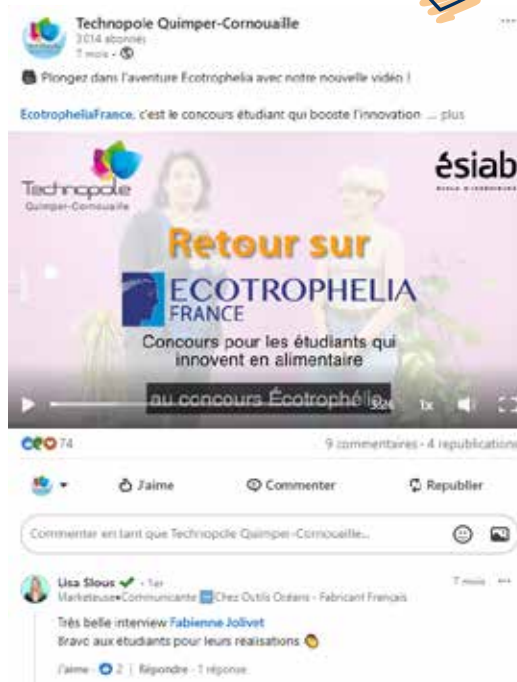 Technopole Quimper-Cornouaille
3 014 abonnés
7 mois •
Plongez dans l'aventure Ecotrophelia avec notre nouvelle vidéo !
EcotropheliaFrance, c'est le concours étudiant qui booste l'innovation ... plus
Technopole
Quimper-Cornouaille
ésiab
ÉCOLE D'INGÉNIEURS
Retour sur
ECOTROPHELIA
FRANCE
Concours pour les étudiants qui
innovent en alimentaire
au concours Écotrophélia
3:26 1x
74
9 commentaires • 4 republications
J'aime Commenter Republier
Commenter en tant que Technopole Quimper-Cornouaille...
Lisa Slous • 1er
7 mois
Marketeuse•Communicante Chez Outils Océans - Fabricant Français
Très belle interview Fabienne Jolivet
Bravo aux étudiants pour leurs réalisations
J'aime • 2 | Répondre • 1 réponse